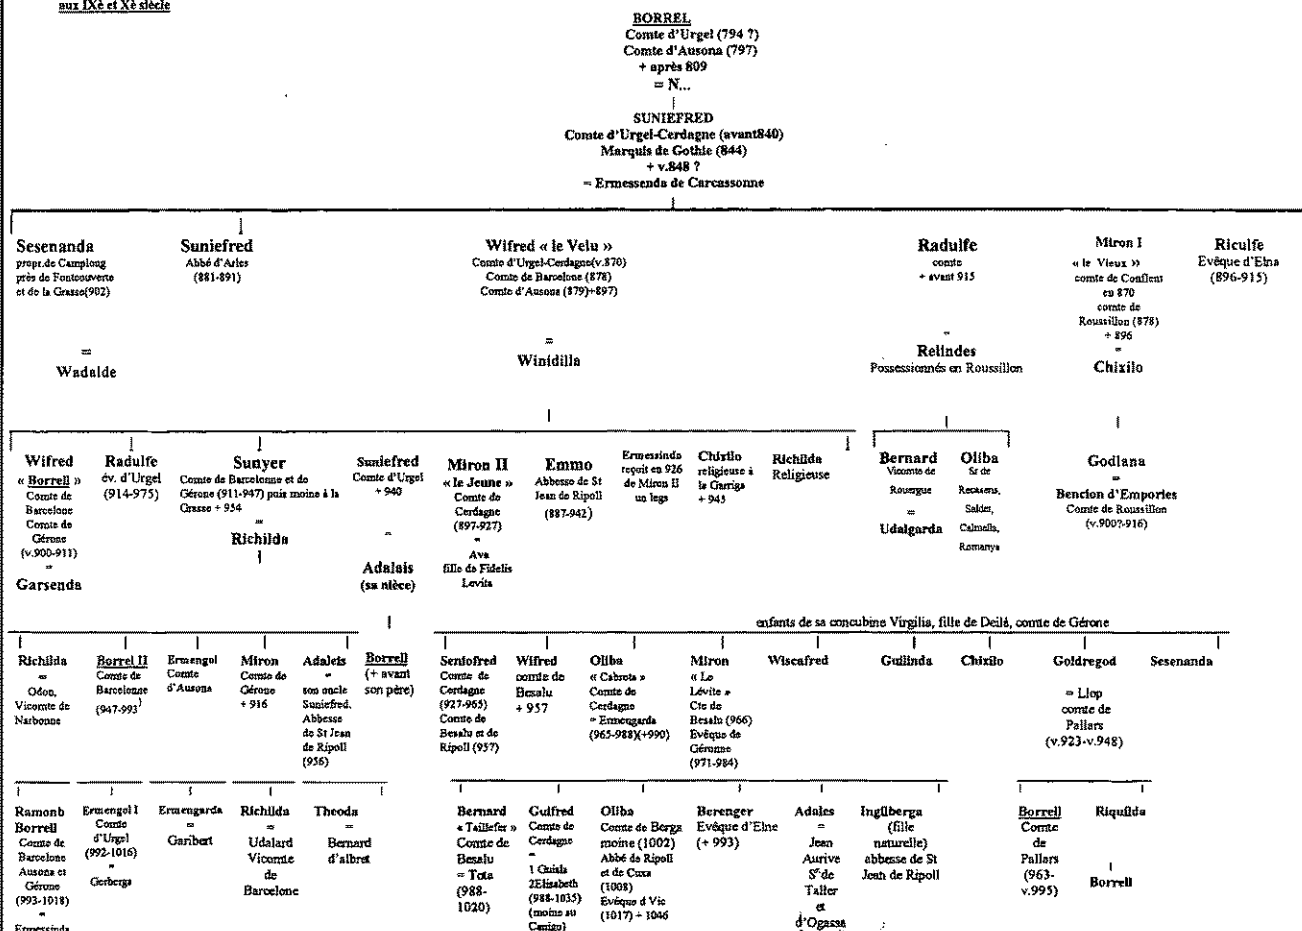 aux IXè et Xè siècle
BORREL
Comte d'Urgel (794 ?)
Comte d'Ausona (797)
+ après 809
= N...
SUNIEFRED
Comte d'Urgel-Cerdagne (avant840)
Marquis de Gothie (844)
+ v.848 ?
= Ermessenda de Carcassonne
Sesenanda
propr.de Camplong
près de Fontcouverte
et de la Grasse(902)
=
Wadalde
Suniefred
Abbé d'Arles
(881-891)
Wifred « le Velu »
Comte d'Urgel-Cerdagne(v.870)
Comte de Barcelone (878)
Comte d'Ausona (879)+897)
=
Winidilla
Radulfe
comte
+ avant 915
=
Relindes
Possessionnés en Roussillon
Miron I
« le Vieux »
comte de Conflent
en 870
comte de
Roussillon (878)
+ 896
=
Chixilo
Riculfe
Evêque d'Elna
(896-915)
Wifred
« Borrell »
Comte de
Barcelone
Comte de
Gérone
(v.900-911)
=
Garsenda
Radulfe
év. d'Urgel
(914-975)
Sunyer
Comte de Barcelonne et de
Gérone (911-947) puis moine à la
Grasse + 954
=
Richilda
Suniefred
Comte d'Urgel
+ 940
=
Adalais
(sa nièce)
Miron II
« le Jeune »
Comte de
Cerdagne
(897-927)
=
Ava
fille de Fidelis
Levita
Emmo
Abbesse de St
Jean de Ripoll
(887-942)
Ermessinda
reçoit en 926
de Miron II
un legs
Chixilo
religieuse à
la Garriga
+ 945
Richilda
Religieuse
Bernard
Vicomte de
Rouergue
=
Udalgarda
Oliba
Sr de
Recasens,
Saldet,
Calmella,
Romanya
Godlana
=
Bencion d'Empories
Comte de Roussillon
(v.900?-916)
enfants de sa concubine Virgilia, fille de Deilá, comte de Gérone
Richilda
=
Odon,
Vicomte de
Narbonne
Borrel II
Comte de
Barcelonne
(947-993)
Ermengol
Comte
d'Ausona
Miron
Comte de
Gérone
+ 916
Adaleis
=
son oncle
Suniefred,
Abbesse
de St Jean
de Ripoll
(956)
Borrell
(+ avant
son père)
Seniofred
Comte de
Cerdagne
(927-965)
Comte de
Besalu et de
Ripoll (957)
Wifred
comte de
Besalu
+ 957
Oliba
« Cabreta »
Comte de
Cerdagne
= Ermengarda
(965-988)(+990)
Miron
« Le
Lévite »
Cte de
Besalu (966)
Evêque de
Géronne
(971-984)
Wiscafred
Guilinda
Chixilo
Goldregod
= Llop
comte de
Pallars
(v.923-v.948)
Sesenanda
Ramonb
Borrell
Comte de
Barcelone
Ausona et
Gérone
(993-1018)
=
Ermessinda
Ermengol I
Comte
d'Urgel
(992-1016)
=
Gerberga
Ermengarda
=
Garibert
Richilda
=
Udalard
Vicomte
de
Barcelone
Theoda
=
Bernard
d'albret
Bernard
« Taillefer »
Comte de
Besalu
= Tota
(988-
1020)
Guifred
Comte de
Cerdagne
=
1 Guisla
2Elisabeth
(988-1035)
(moine au
Canigo)
Oliba
Comte de Berga
moine (1002)
Abbé de Ripoll
et de Cuxa
(1008)
Evêque d Vic
(1017) + 1046
Berenger
Evêque d'Elne
(+ 993)
Adales
=
Jean
Aurive
Sr de
Taller
et
d'Ogassa
Ingilberga
(fille
naturelle)
abbesse de St
Jean de Ripoll
Borrell
Comte
de
Pallars
(963-
v.995)
Riquilda
Borrell